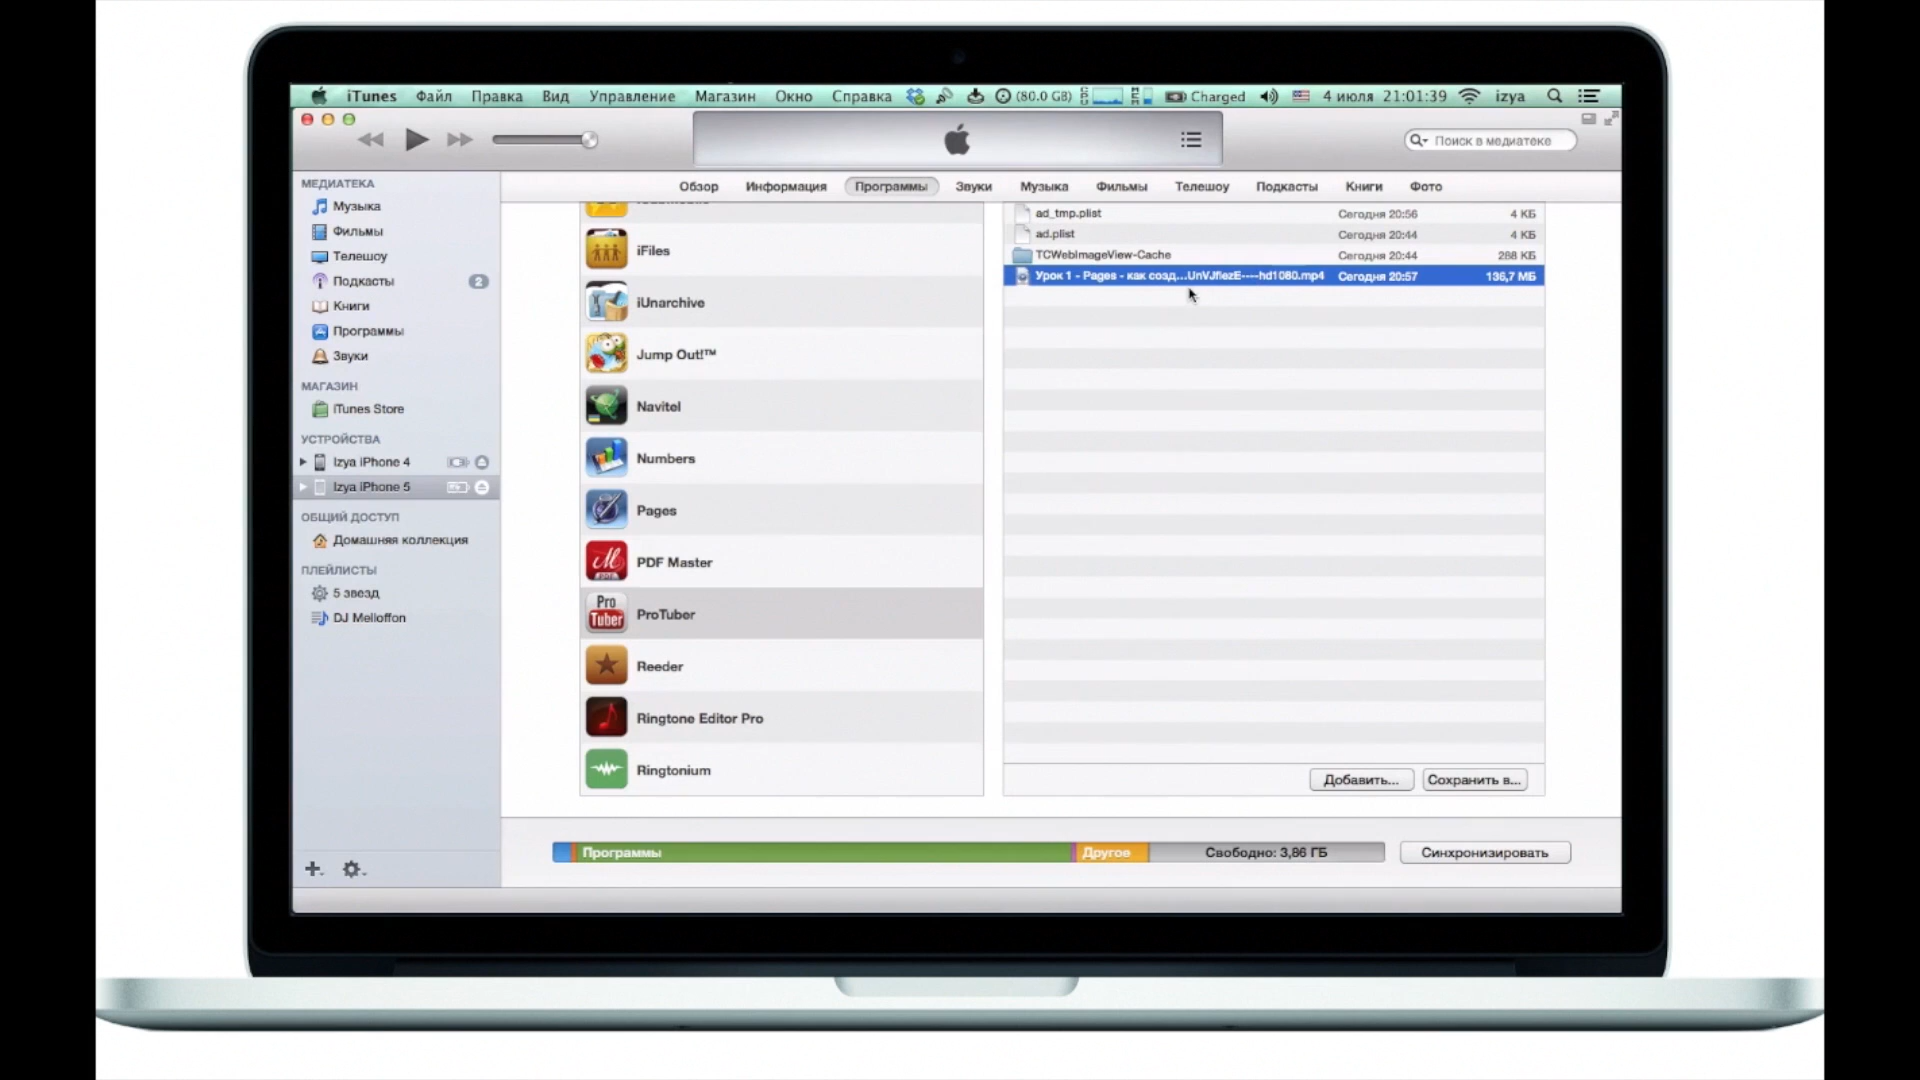 iTunes Файл Правка Вид Управление Магазин Окно Справка (80.0 GB) CPU MEM Charged 4 июля 21:01:39 izya
Поиск в медиатеке
Обзор Информация Программы Звуки Музыка Фильмы Телешоу Подкасты Книги Фото
МЕДИАТЕКА
Музыка
Фильмы
Телешоу
Подкасты 2
Книги
Программы
Звуки
МАГАЗИН
iTunes Store
УСТРОЙСТВА
Izya iPhone 4
Izya iPhone 5
ОБЩИЙ ДОСТУП
Домашняя коллекция
ПЛЕЙЛИСТЫ
5 звезд
DJ Melloffon
iFiles
iUnarchive
Jump Out!™
Navitel
Numbers
Pages
PDF Master
ProTuber
Pro
Tuber
Reeder
Ringtone Editor Pro
Ringtonium
ad_tmp.plist Сегодня 20:56 4 КБ
ad.plist Сегодня 20:44 4 КБ
TCWebImageView-Cache Сегодня 20:44 288 КБ
Урок 1 - Pages - как созд...UnVJflezE----hd1080.mp4 Сегодня 20:57 136,7 МБ
Добавить... Сохранить в...
Программы Другое Свободно: 3,86 ГБ Синхронизировать